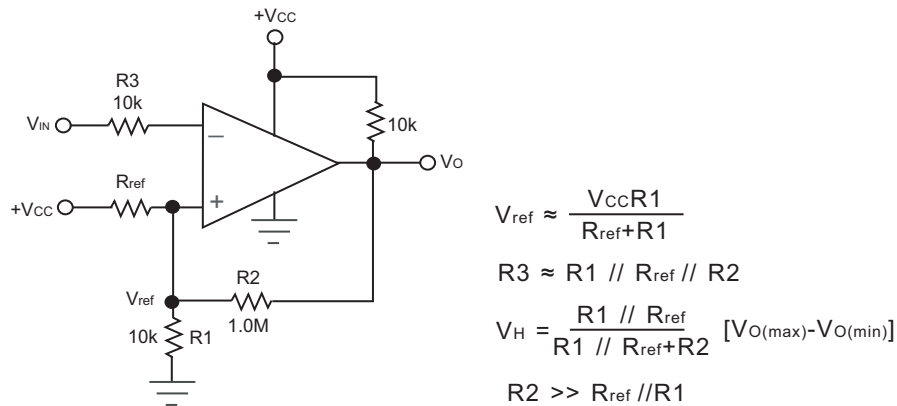 +VCC
R3
10k
VIN
−
10k
VO
Rref
+VCC
+
Vref
R2
1.0M
10k R1
Vref ≈ VCCR1 / Rref+R1
R3 ≈ R1 // Rref // R2
VH = R1 // Rref / R1 // Rref+R2 [VO(max)-VO(min)]
R2 >> Rref //R1